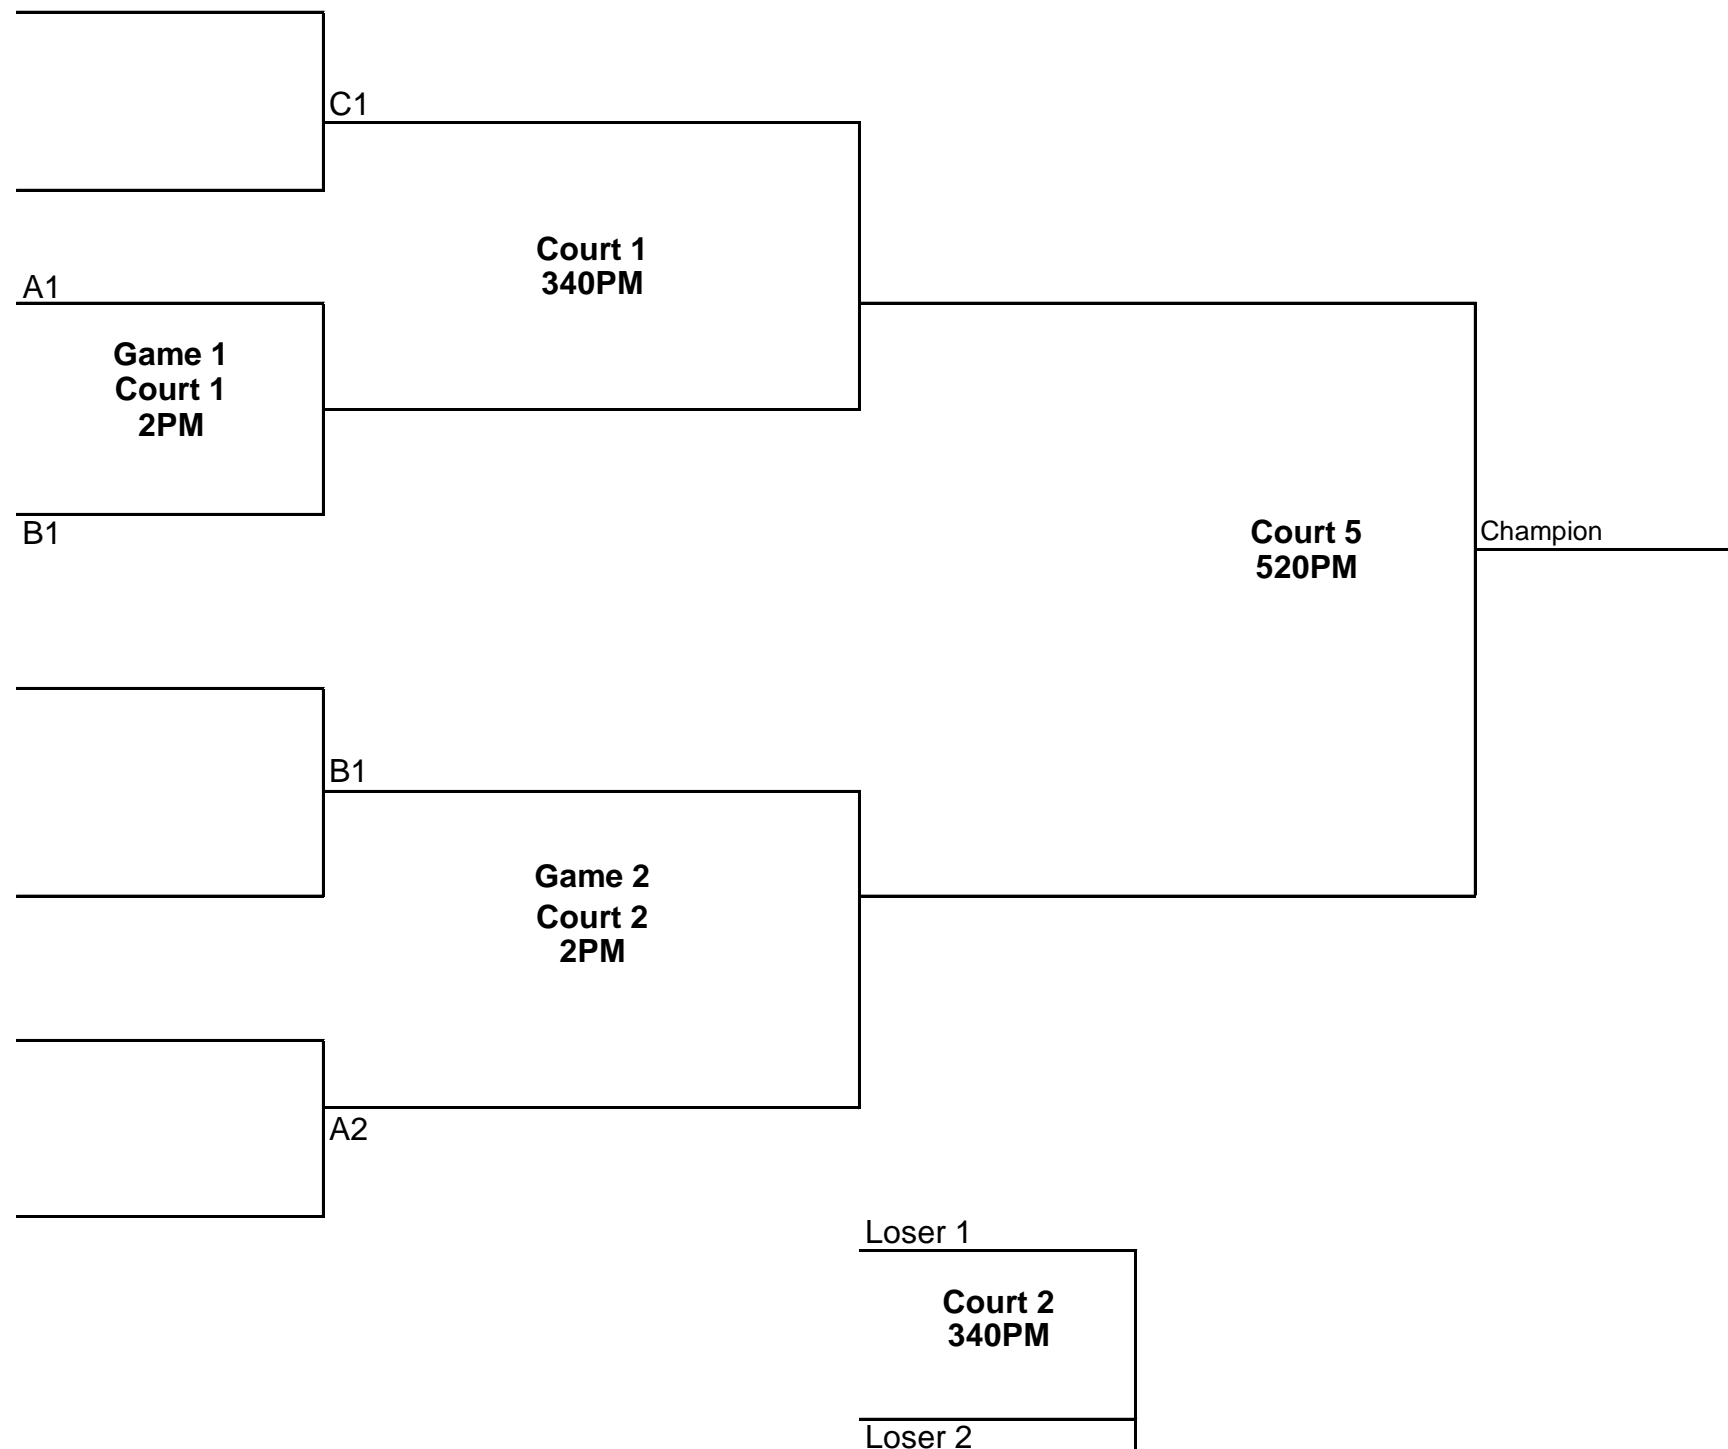 C1
Court 1
340PM
A1
Game 1
Court 1
2PM
B1
Court 5
520PM
Champion
B1
Game 2
Court 2
2PM
A2
Loser 1
Court 2
340PM
Loser 2